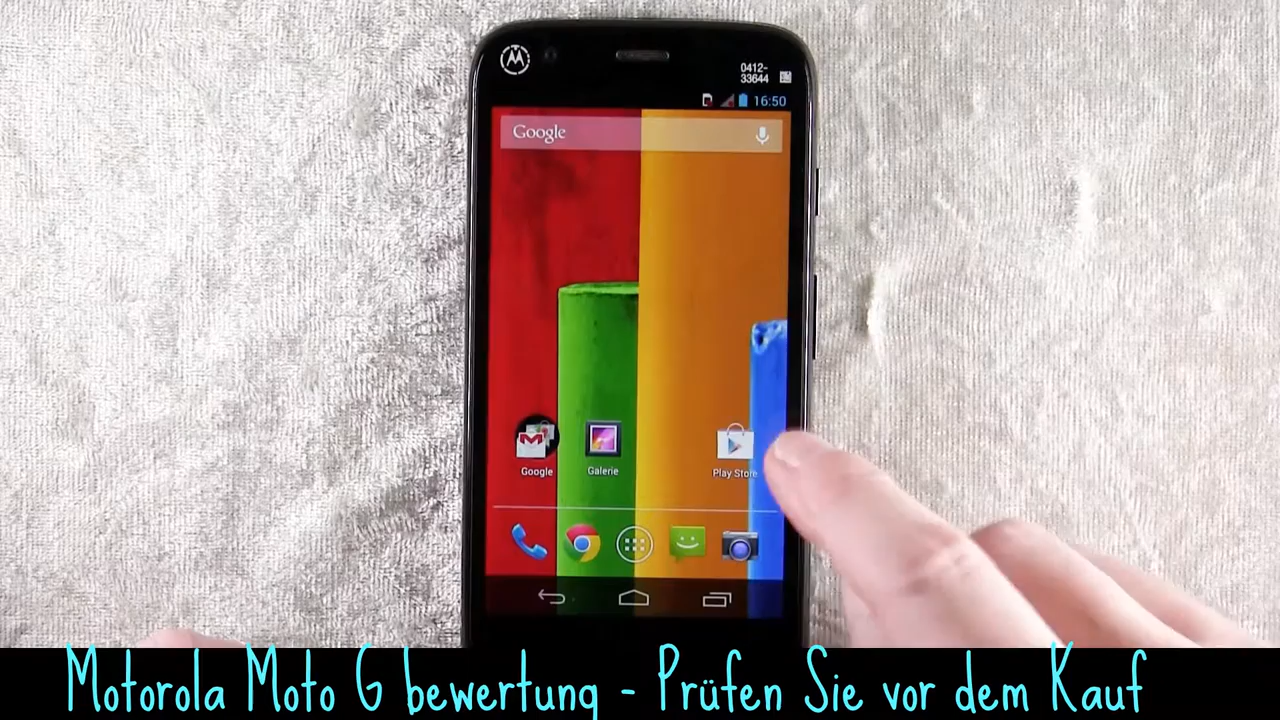 0412-
33644
16:50
Google
Google
Galerie
Play Store
Motorola Moto G bewertung - Prüfen Sie vor dem Kauf